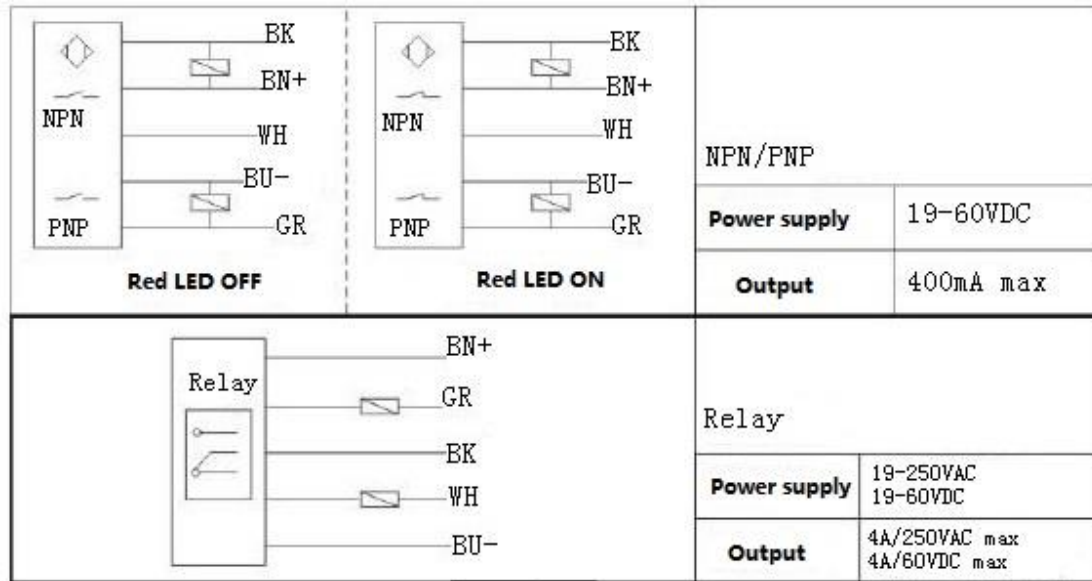 BK
BN+
NPN
WH
BU-
PNP
GR
Red LED OFF
BK
BN+
NPN
WH
BU-
PNP
GR
Red LED ON
NPN/PNP
Power supply
19-60VDC
Output
400mA max
BN+
Relay
GR
BK
WH
BU-
Relay
Power supply
19-250VAC
19-60VDC
Output
4A/250VAC max
4A/60VDC max